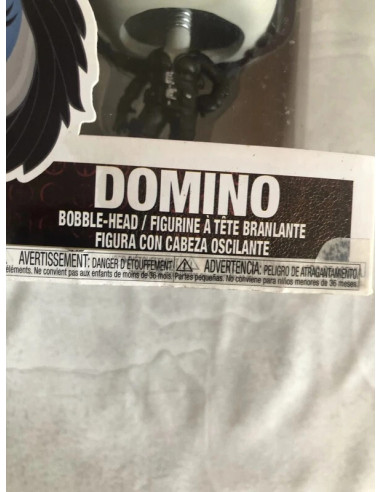 DOMINO
BOBBLE-HEAD / FIGURINE À TÊTE BRANLANTE
FIGURA CON CABEZA OSCILANTE
AVERTISSEMENT: DANGER D'ÉTOUFFEMENT ADVERTENCIA: PELIGRO DE ATRAGANTAMIENTO
éléments. Ne convient pas aux enfants de moins de 36 mois. Partes pequeñas. No conviene para niños menores de 36 meses.